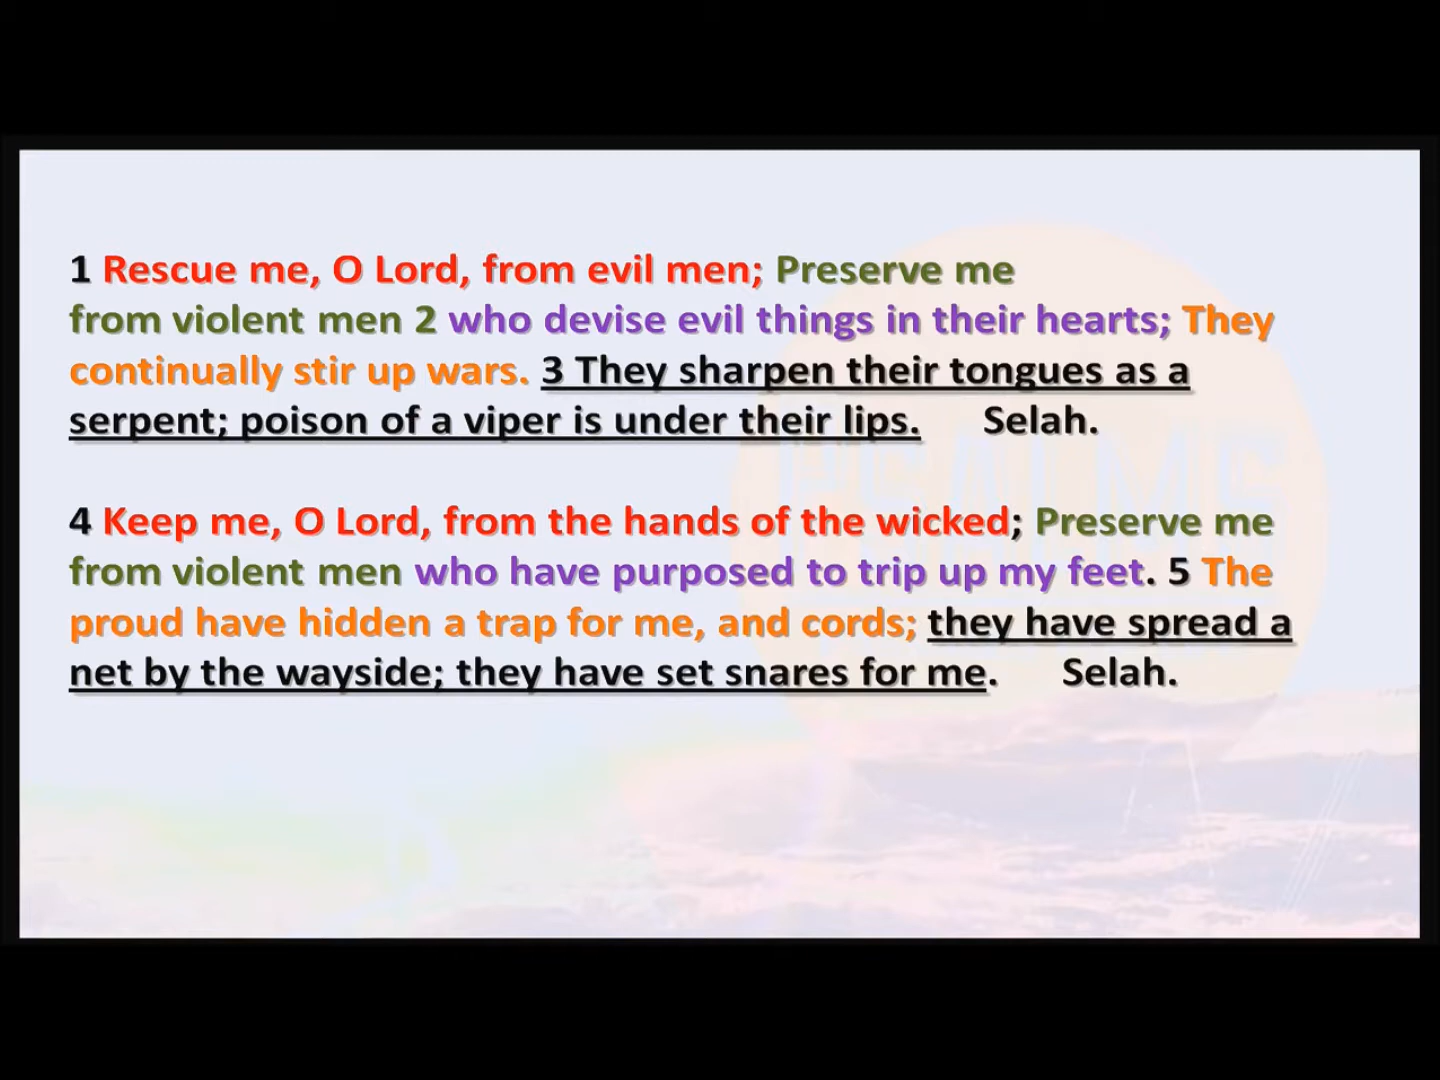 1 Rescue me, O Lord, from evil men; Preserve me
from violent men 2 who devise evil things in their hearts; They
continually stir up wars. 3 They sharpen their tongues as a
serpent; poison of a viper is under their lips. Selah.
4 Keep me, O Lord, from the hands of the wicked; Preserve me
from violent men who have purposed to trip up my feet. 5 The
proud have hidden a trap for me, and cords; they have spread a
net by the wayside; they have set snares for me. Selah.
PSALMS